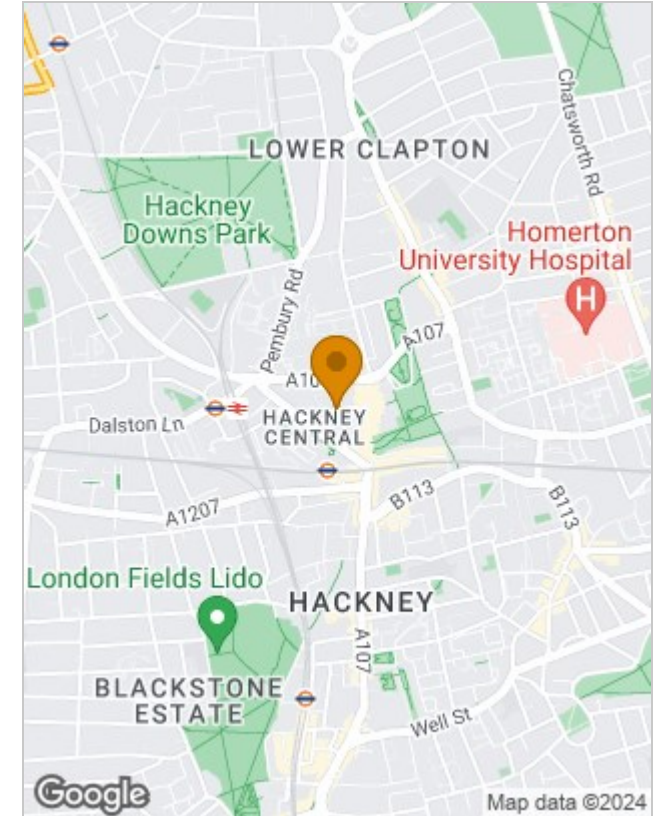 LOWER CLAPTON
Chatsworth Rd
Hackney
Downs Park
Homerton
University Hospital
H
Pembury Rd
A107
A10
HACKNEY
CENTRAL
Dalston Ln
A1207
B113
B113
London Fields Lido
HACKNEY
A107
BLACKSTONE
ESTATE
Well St
Google
Map data ©2024